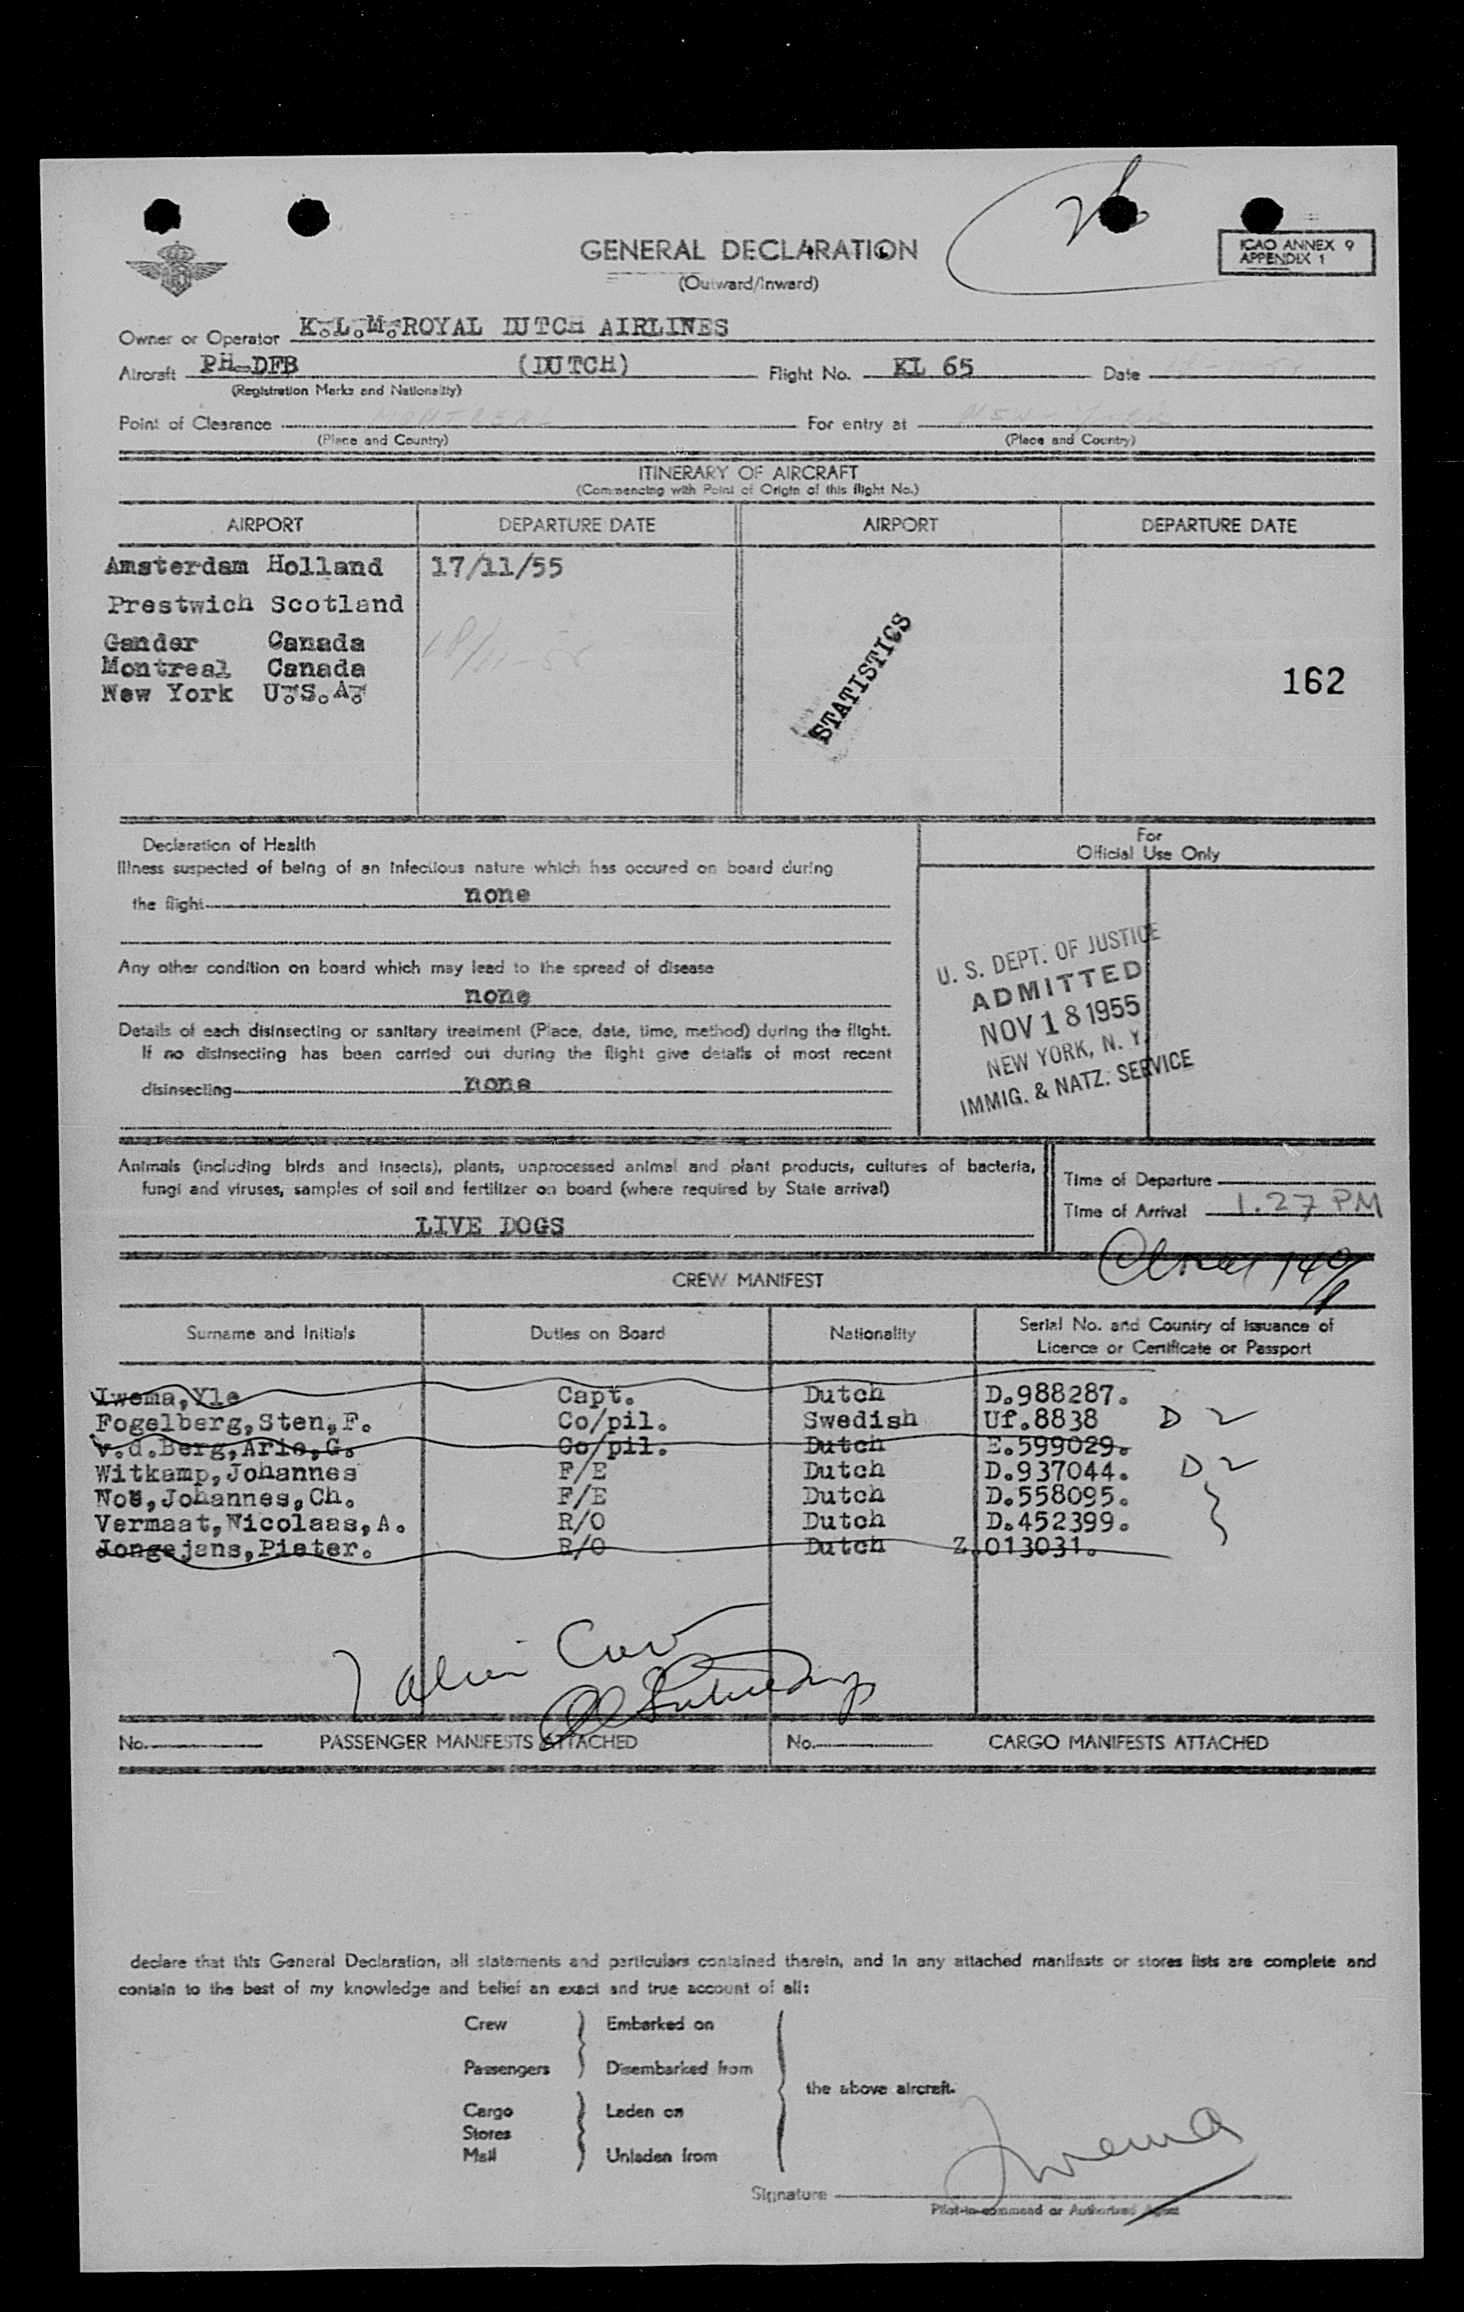 GENERAL DECLARATION
(Outward/Inward)
ICAO ANNEX 9
APPENDIX 1
Owner or Operator K.L.M. ROYAL DUTCH AIRLINES
Aircraft PH-DFB (DUTCH) Flight No. KL 65 Date
(Registration Marks and Nationality)
Point of Clearance MONTREAL For entry at NEW-YORK
(Place and Country) (Place and Country)
ITINERARY OF AIRCRAFT
(Commencing with Point of Origin of this flight No.)
AIRPORT DEPARTURE DATE AIRPORT DEPARTURE DATE
Amsterdam Holland 17/11/55
Prestwich Scotland
Gander Canada 18/11-55
Montreal Canada
New York U.S.A.
STATISTICS
162
Declaration of Health
Illness suspected of being of an infectious nature which has occured on board during
the flight none
Any other condition on board which may lead to the spread of disease
none
Details of each disinsecting or sanitary treatment (Place, date, time, method) during the flight.
If no disinsecting has been carried out during the flight give details of most recent
disinsecting none
For
Official Use Only
U. S. DEPT. OF JUSTICE
ADMITTED
NOV 18 1955
NEW YORK, N. Y.
IMMIG. & NATZ. SERVICE
Animals (including birds and insects), plants, unprocessed animal and plant products, cultures of bacteria,
fungi and viruses, samples of soil and fertilizer on board (where required by State arrival)
LIVE DOGS
Time of Departure
Time of Arrival 1.27 PM
CREW MANIFEST
Surname and Initials Duties on Board Nationality Serial No. and Country of issuance of
Licence or Certificate or Passport
Iwema,Yle Capt. Dutch D.988287.
Fogelberg,Sten,F. Co/pil. Swedish Uf.8838 D 2
v.d.Berg,Arie,G. Co/pil. Dutch E.599029.
Witkamp,Johannes F/E Dutch D.937044. D 2
Noë,Johannes,Ch. F/E Dutch D.558095.
Vermaat,Nicolaas,A. R/O Dutch D.452399.
Jongejans,Pieter. R/O Dutch Z.013031.
No. PASSENGER MANIFESTS ATTACHED No. CARGO MANIFESTS ATTACHED
declare that this General Declaration, all statements and particulars contained therein, and in any attached manifests or stores lists are complete and
contain to the best of my knowledge and belief an exact and true account of all:
Crew Embarked on
Passengers Disembarked from
the above aircraft.
Cargo Laden on
Stores
Mail Unladen from
Iwema
Signature
Pilot-in-command or Authorized Agent